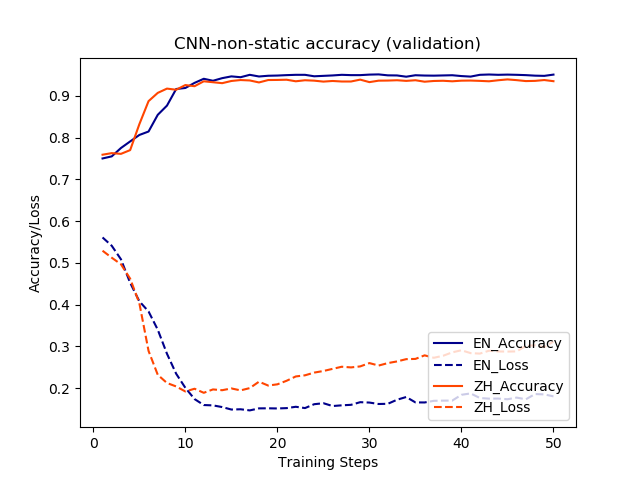 CNN-non-static accuracy (validation)
Accuracy/Loss
0.9
0.8
0.7
0.6
0.5
0.4
0.3
0.2
EN_Accuracy
EN_Loss
ZH_Accuracy
ZH_Loss
0 10 20 30 40 50
Training Steps